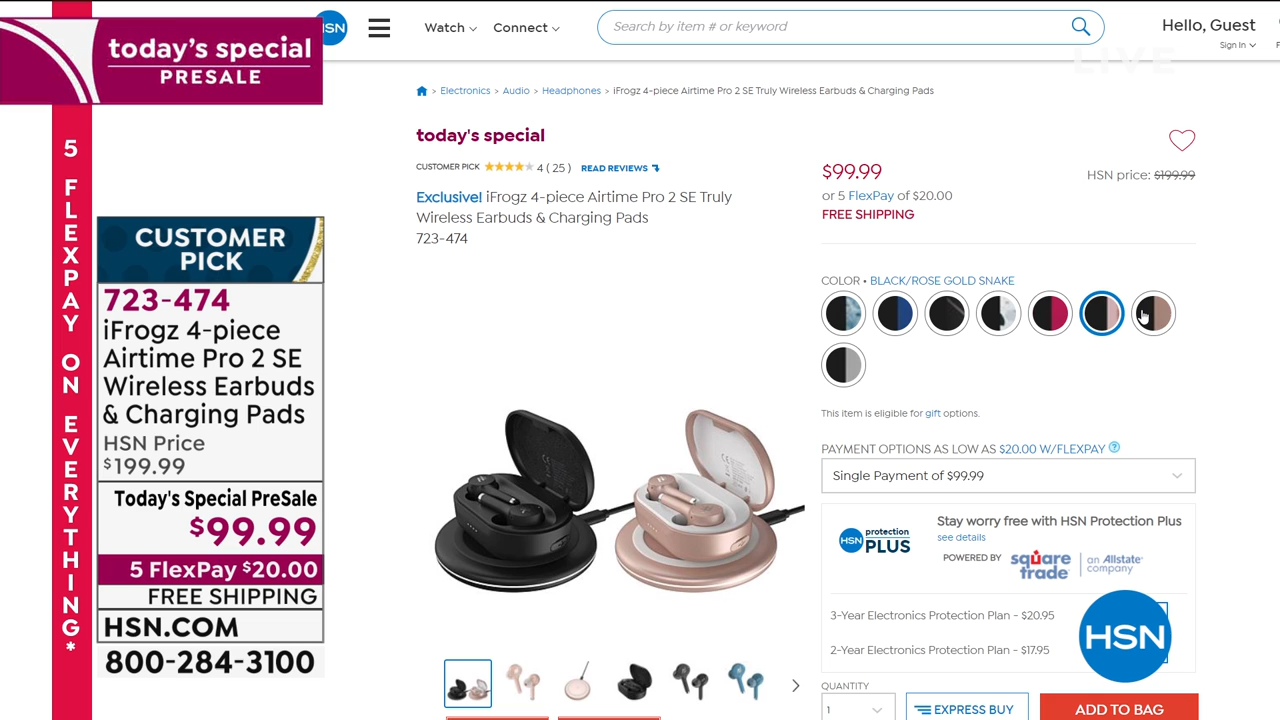 today's special
PRESALE
5 FLEXPAY ON EVERYTHING*
CUSTOMER
PICK
723-474
iFrogz 4-piece
Airtime Pro 2 SE
Wireless Earbuds
& Charging Pads
HSN Price
$199.99
Today's Special PreSale
$99.99
5 FlexPay $20.00
FREE SHIPPING
HSN.COM
800-284-3100
HSN
Watch
Connect
Search by item # or keyword
Hello, Guest
Sign In
LIVE
> Electronics > Audio > Headphones > iFrogz 4-piece Airtime Pro 2 SE Truly Wireless Earbuds & Charging Pads
today's special
CUSTOMER PICK 4 ( 25 ) READ REVIEWS
Exclusive! iFrogz 4-piece Airtime Pro 2 SE Truly
Wireless Earbuds & Charging Pads
723-474
$99.99
HSN price: $199.99
or 5 FlexPay of $20.00
FREE SHIPPING
COLOR • BLACK/ROSE GOLD SNAKE
This item is eligible for gift options.
PAYMENT OPTIONS AS LOW AS $20.00 W/FLEXPAY ?
Single Payment of $99.99
HSN protection PLUS
Stay worry free with HSN Protection Plus
see details
POWERED BY square trade an Allstate company
3-Year Electronics Protection Plan - $20.95
2-Year Electronics Protection Plan - $17.95
HSN
QUANTITY
1
EXPRESS BUY
ADD TO BAG